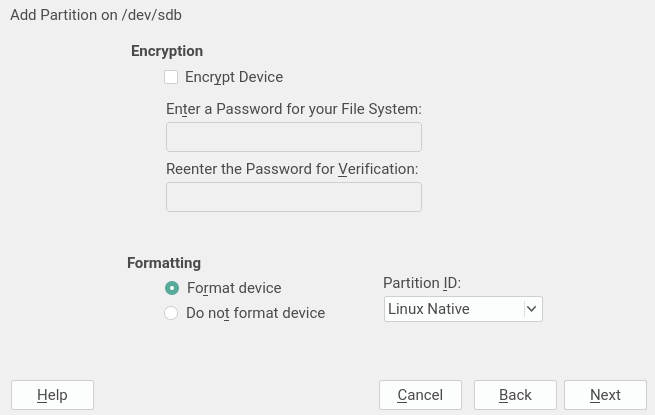 Add Partition on /dev/sdb
Encryption
Encrypt Device
Enter a Password for your File System:
Reenter the Password for Verification:
Formatting
Format device
Partition ID:
Do not format device
Linux Native
Help
Cancel
Back
Next